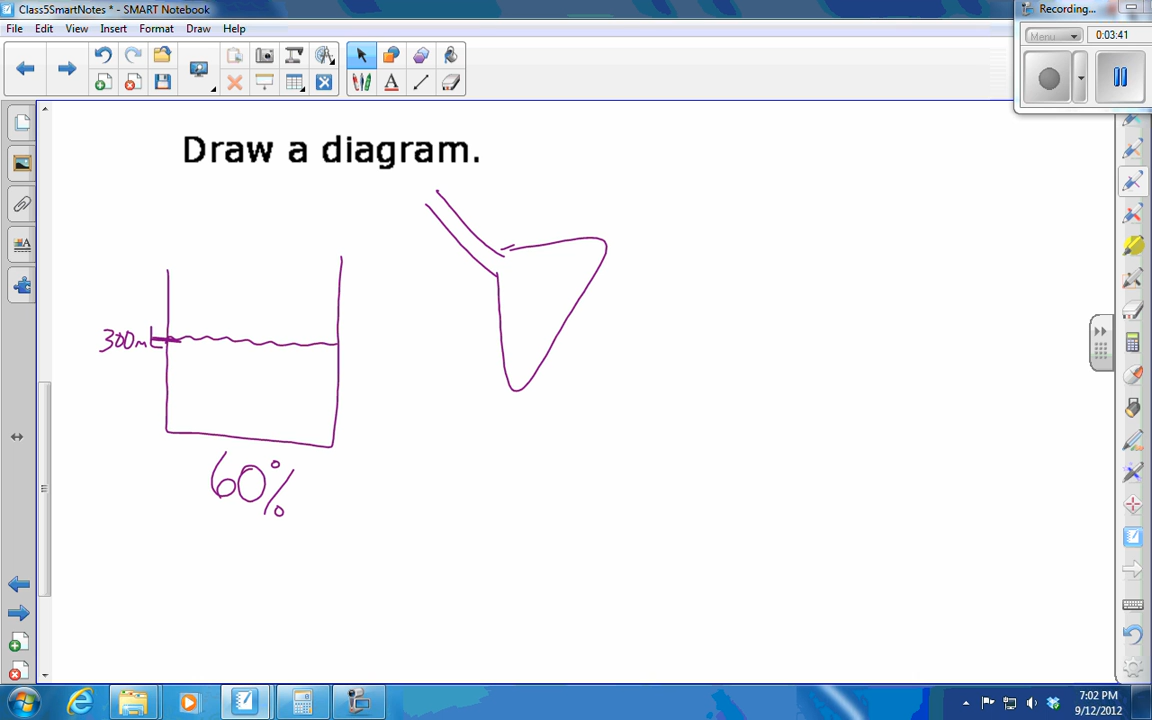 Class5SmartNotes * - SMART Notebook
Recording...
File Edit View Insert Format Draw Help
Menu
0:03:41
Draw a diagram.
300mL
60%
7:02 PM
9/12/2012